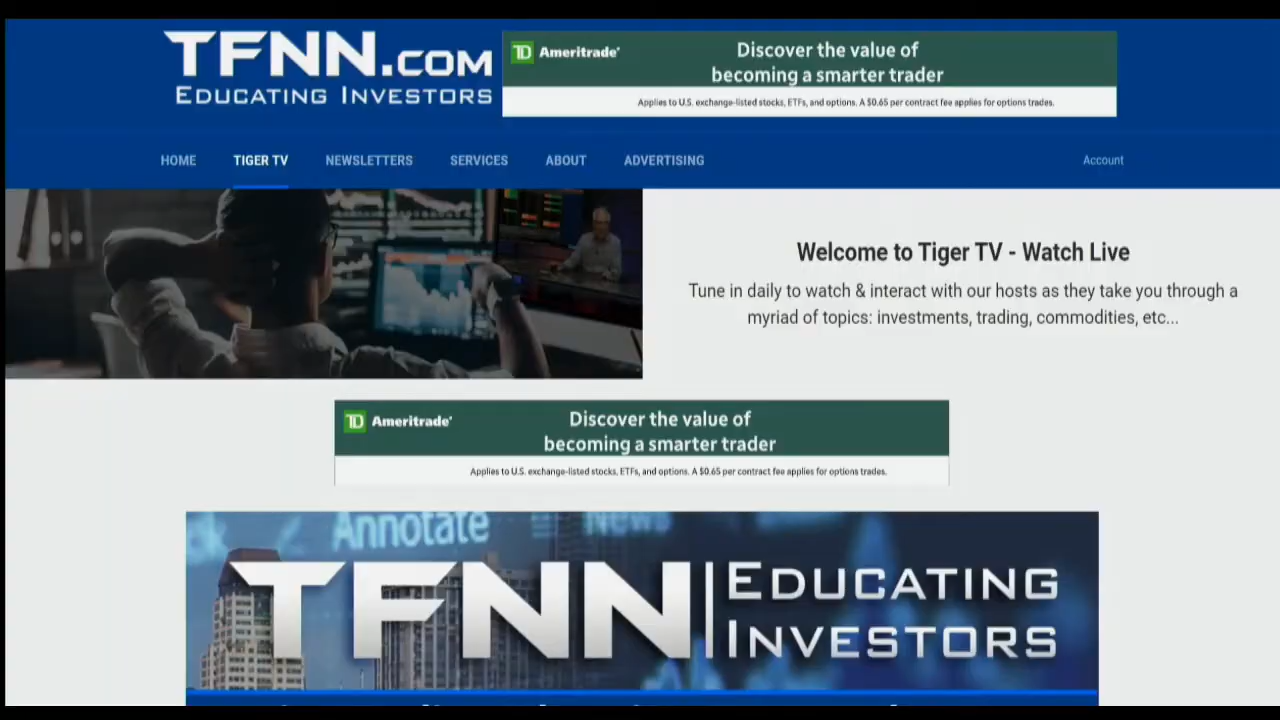 TFNN.COM
EDUCATING INVESTORS
TD Ameritrade
Discover the value of
becoming a smarter trader
Applies to U.S. exchange-listed stocks, ETFs, and options. A $0.65 per contract fee applies for options trades.
HOME TIGER TV NEWSLETTERS SERVICES ABOUT ADVERTISING Account
Welcome to Tiger TV - Watch Live
Tune in daily to watch & interact with our hosts as they take you through a
myriad of topics: investments, trading, commodities, etc...
TD Ameritrade
Discover the value of
becoming a smarter trader
Applies to U.S. exchange-listed stocks, ETFs, and options. A $0.65 per contract fee applies for options trades.
Annotate News
TFNN EDUCATING
INVESTORS